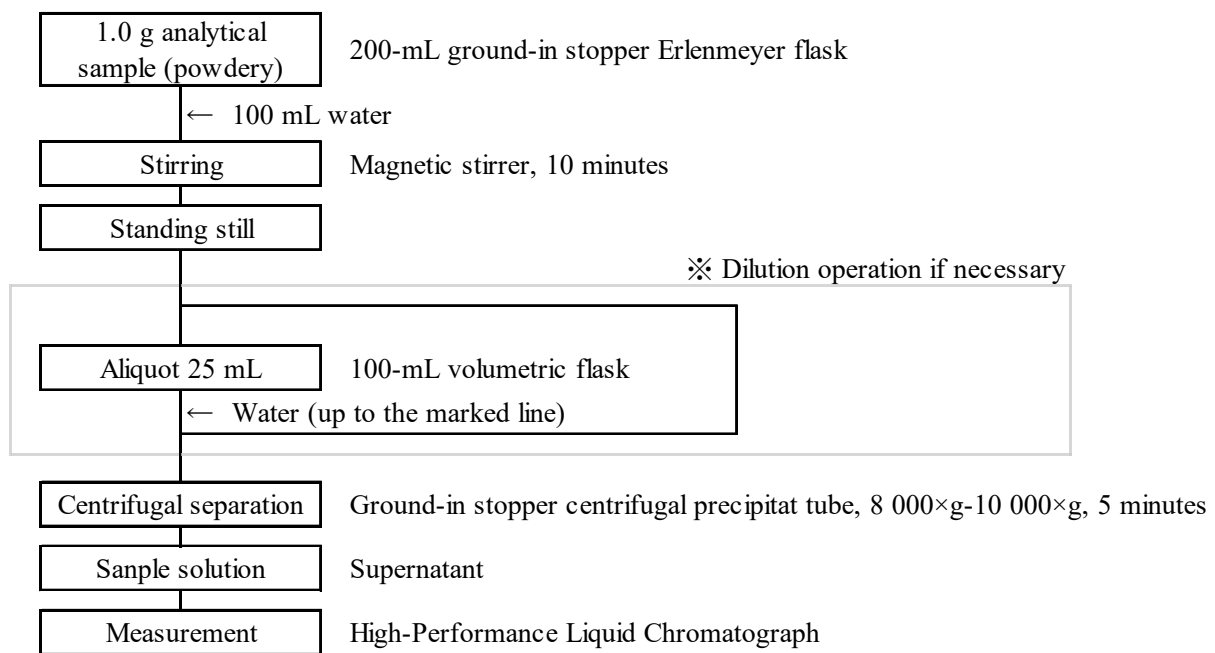 1.0 g analytical
sample (powdery)
200-mL ground-in stopper Erlenmeyer flask
← 100 mL water
Stirring
Magnetic stirrer, 10 minutes
Standing still
※ Dilution operation if necessary
Aliquot 25 mL
100-mL volumetric flask
← Water (up to the marked line)
Centrifugal separation
Ground-in stopper centrifugal precipitat tube, 8 000×g-10 000×g, 5 minutes
Sanple solution
Supernatant
Measurement
High-Performance Liquid Chromatograph